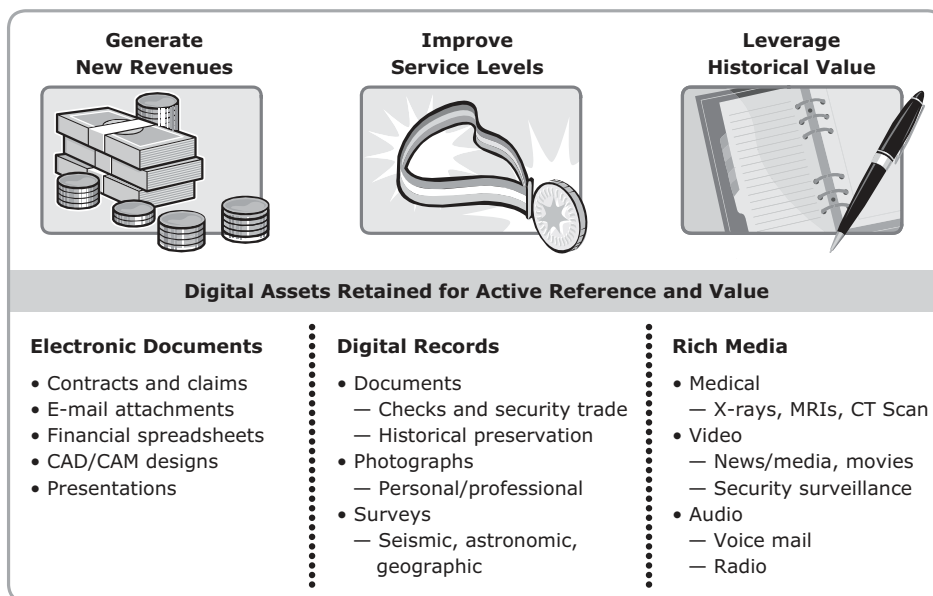 Generate
New Revenues
Improve
Service Levels
Leverage
Historical Value
Digital Assets Retained for Active Reference and Value
Electronic Documents
• Contracts and claims
• E-mail attachments
• Financial spreadsheets
• CAD/CAM designs
• Presentations
Digital Records
• Documents
— Checks and security trade
— Historical preservation
• Photographs
— Personal/professional
• Surveys
— Seismic, astronomic,
geographic
Rich Media
• Medical
— X-rays, MRIs, CT Scan
• Video
— News/media, movies
— Security surveillance
• Audio
— Voice mail
— Radio